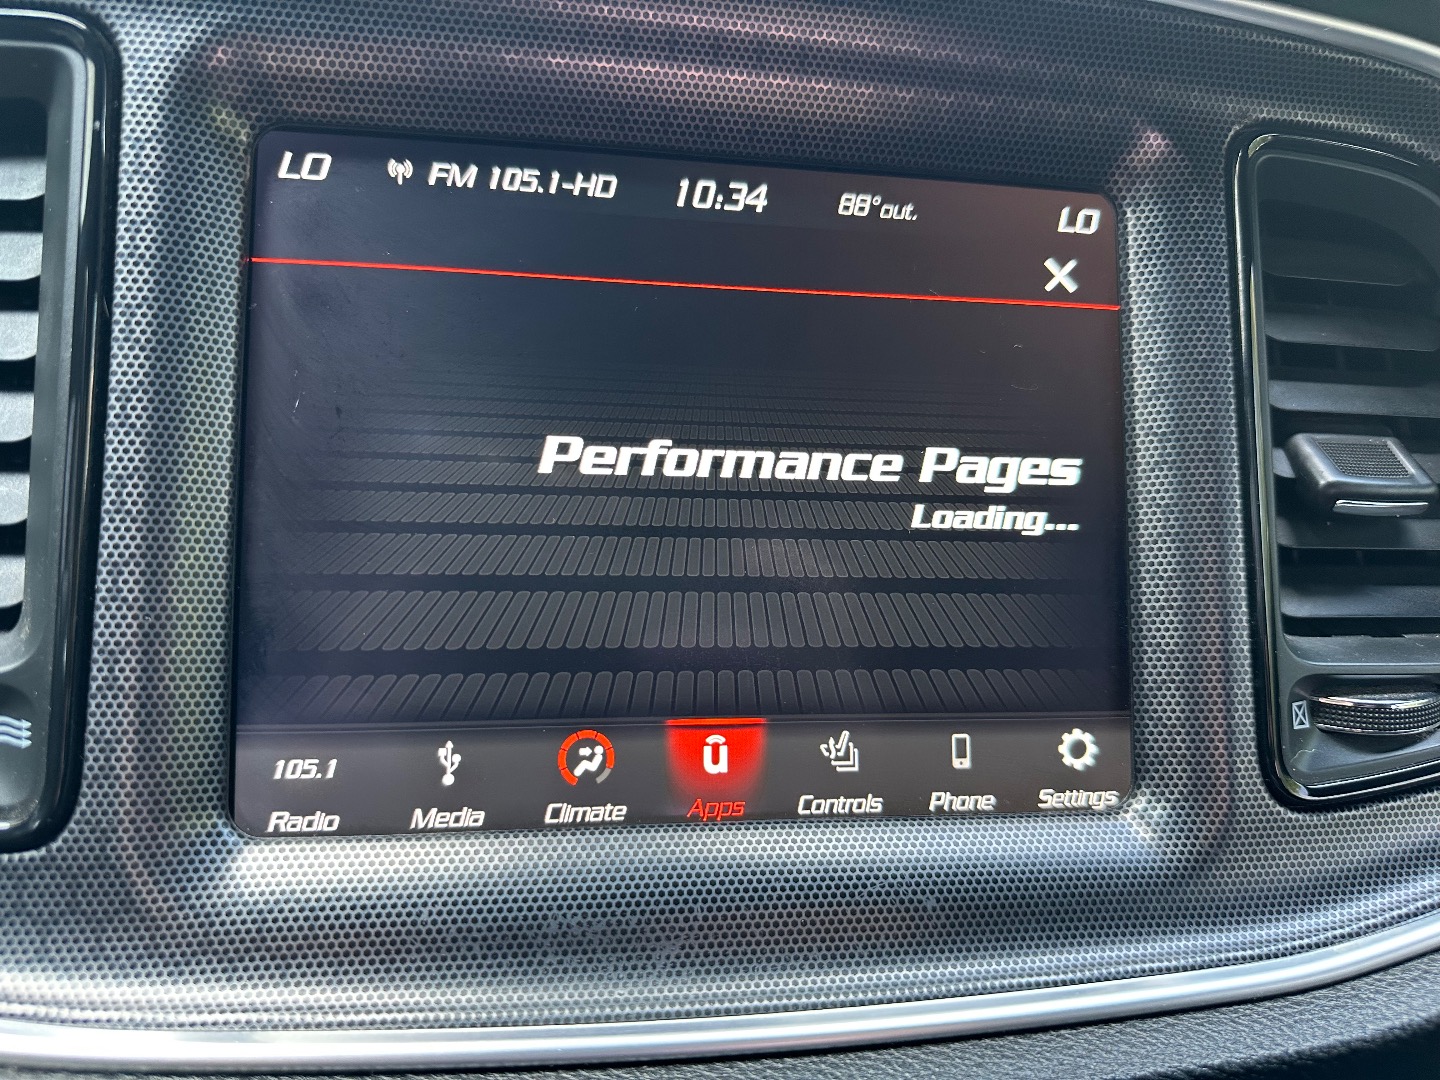 LO FM 105.1-HD 10:34 88°out. LO
X
Performance Pages
Loading...
105.1
Radio Media Climate Apps Controls Phone Settings